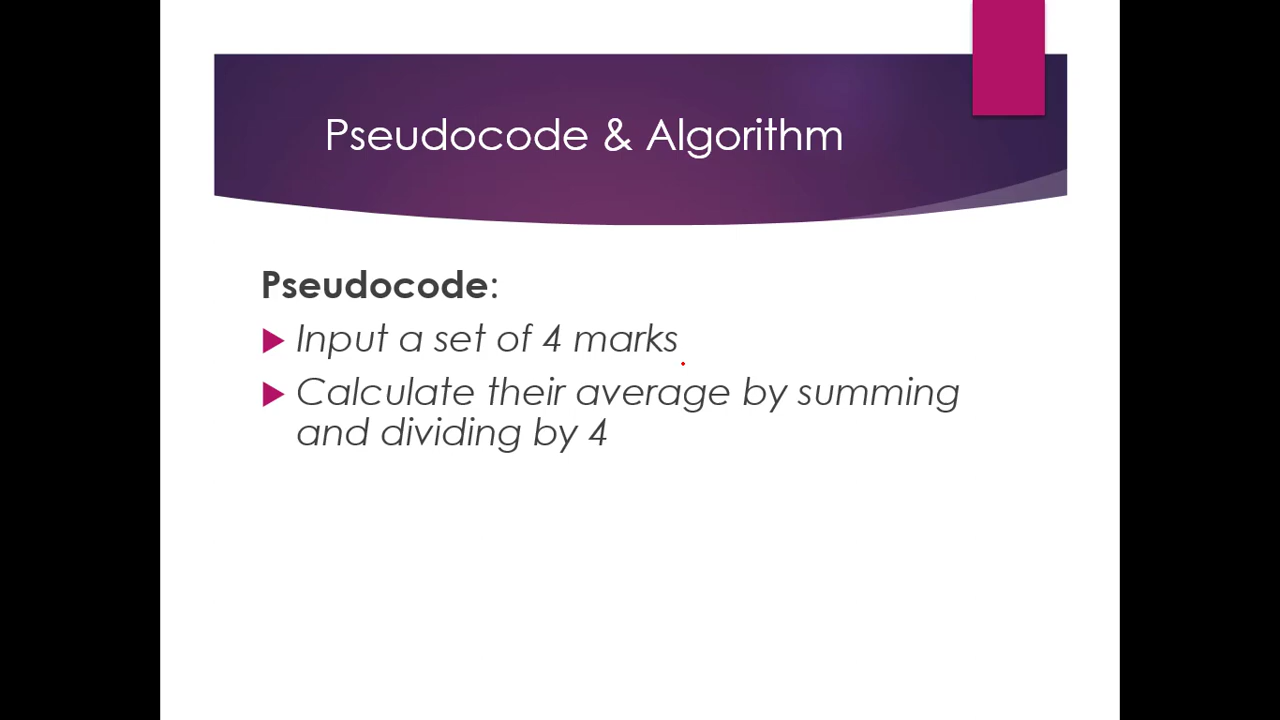 Pseudocode & Algorithm
Pseudocode:
Input a set of 4 marks
Calculate their average by summing
and dividing by 4